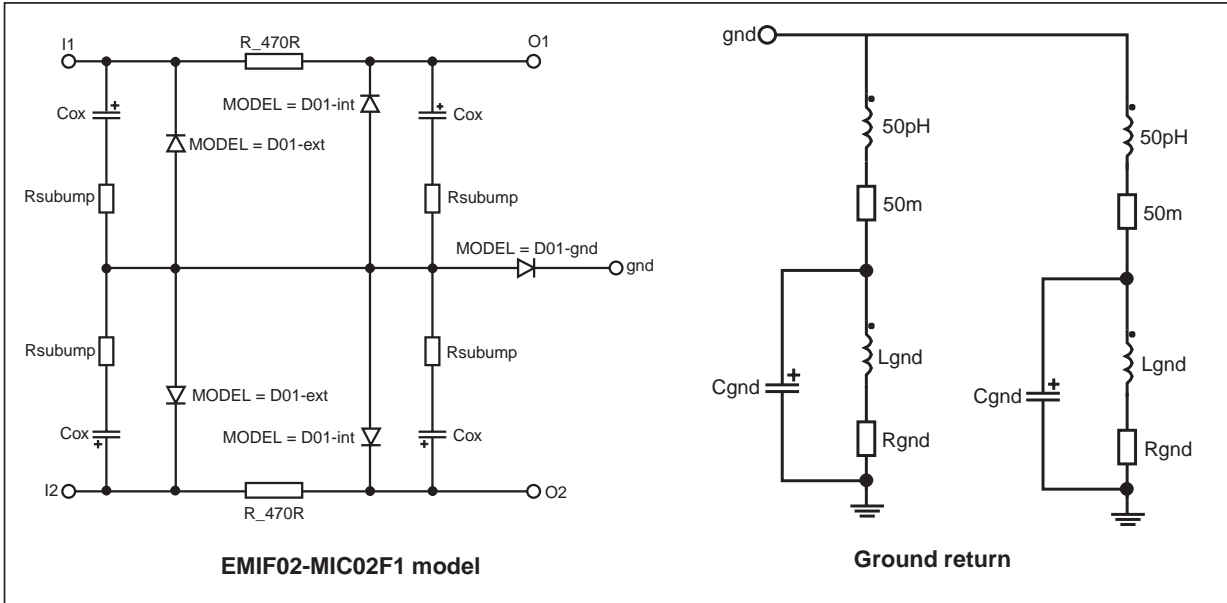 I1
R_470R
O1
Cox
MODEL = D01-int
Cox
MODEL = D01-ext
Rsubump
Rsubump
MODEL = D01-gnd
gnd
Rsubump
Rsubump
MODEL = D01-ext
Cox
MODEL = D01-int
Cox
I2
R_470R
O2
EMIF02-MIC02F1 model
gnd
50pH
50pH
50m
50m
Lgnd
Lgnd
Cgnd
Cgnd
Rgnd
Rgnd
Ground return